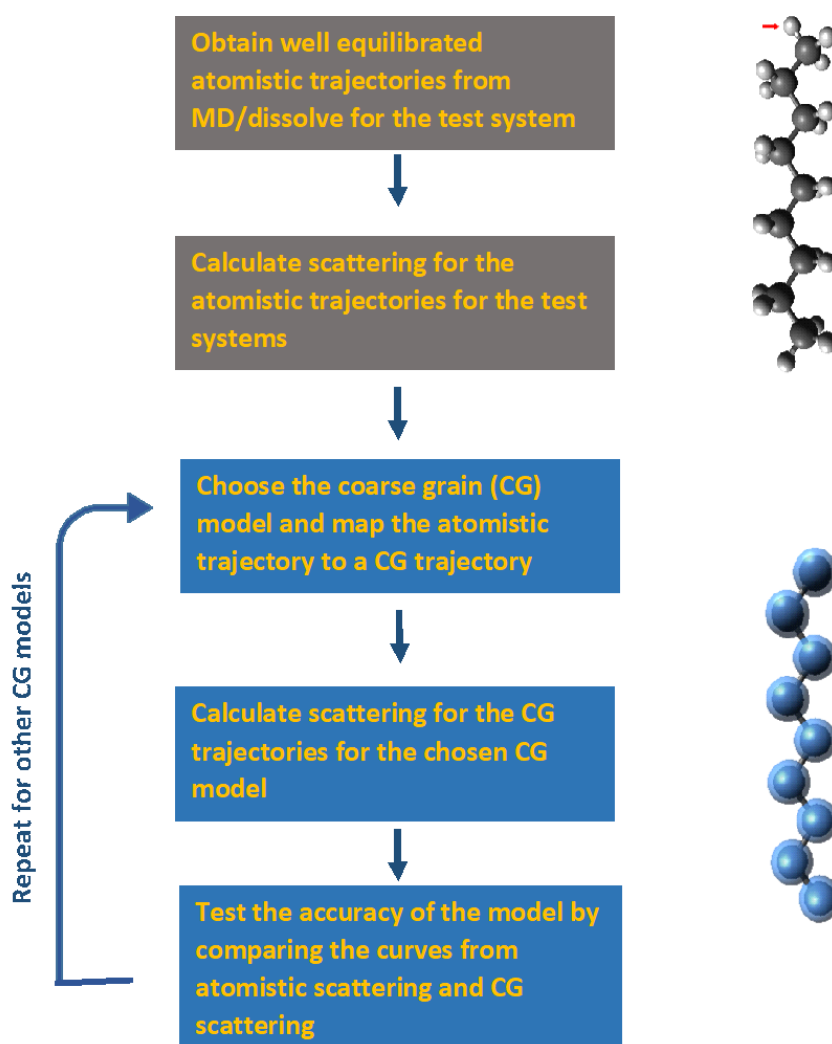 Obtain well equilibrated
atomistic trajectories from
MD/dissolve for the test system
Calculate scattering for the
atomistic trajectories for the test
systems
Choose the coarse grain (CG)
model and map the atomistic
trajectory to a CG trajectory
Calculate scattering for the CG
trajectories for the chosen CG
model
Test the accuracy of the model by
comparing the curves from
atomistic scattering and CG
scattering
Repeat for other CG models